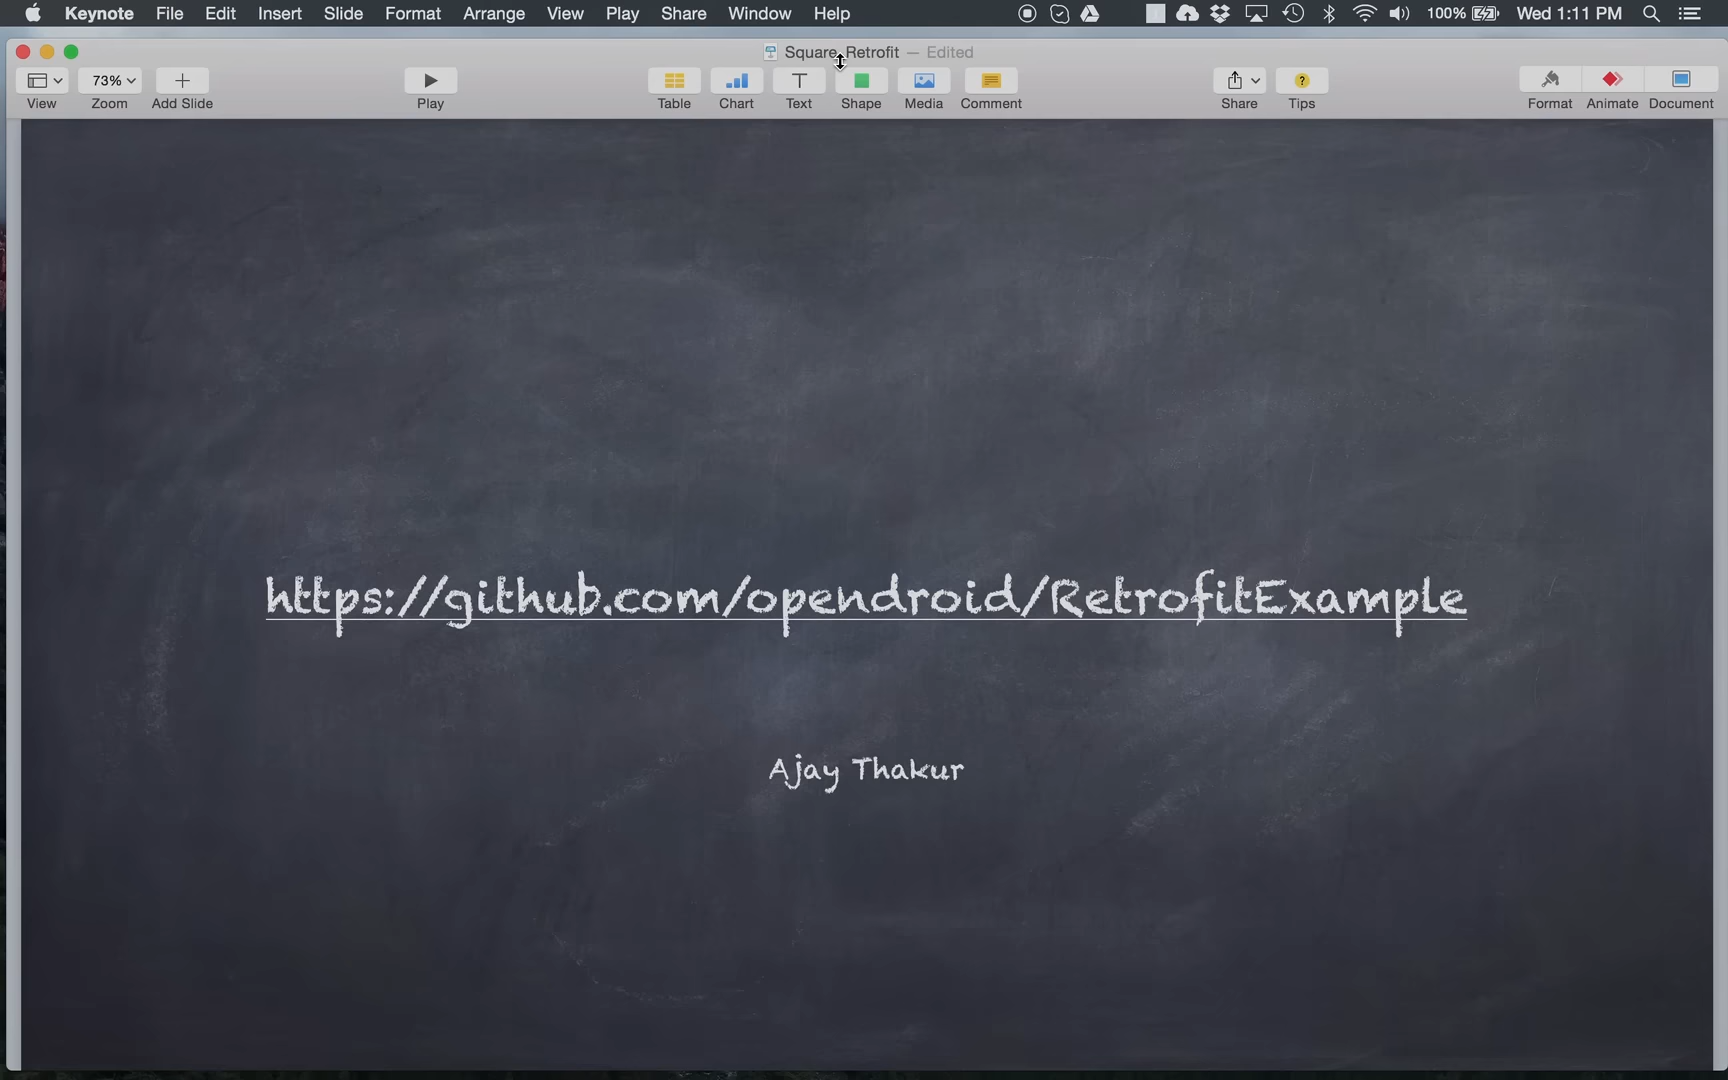 Keynote File Edit Insert Slide Format Arrange View Play Share Window Help 100% Wed 1:11 PM
Square Retrofit — Edited
73%
View Zoom Add Slide Play Table Chart Text Shape Media Comment Share Tips Format Animate Document
https://github.com/opendroid/RetrofitExample
Ajay Thakur